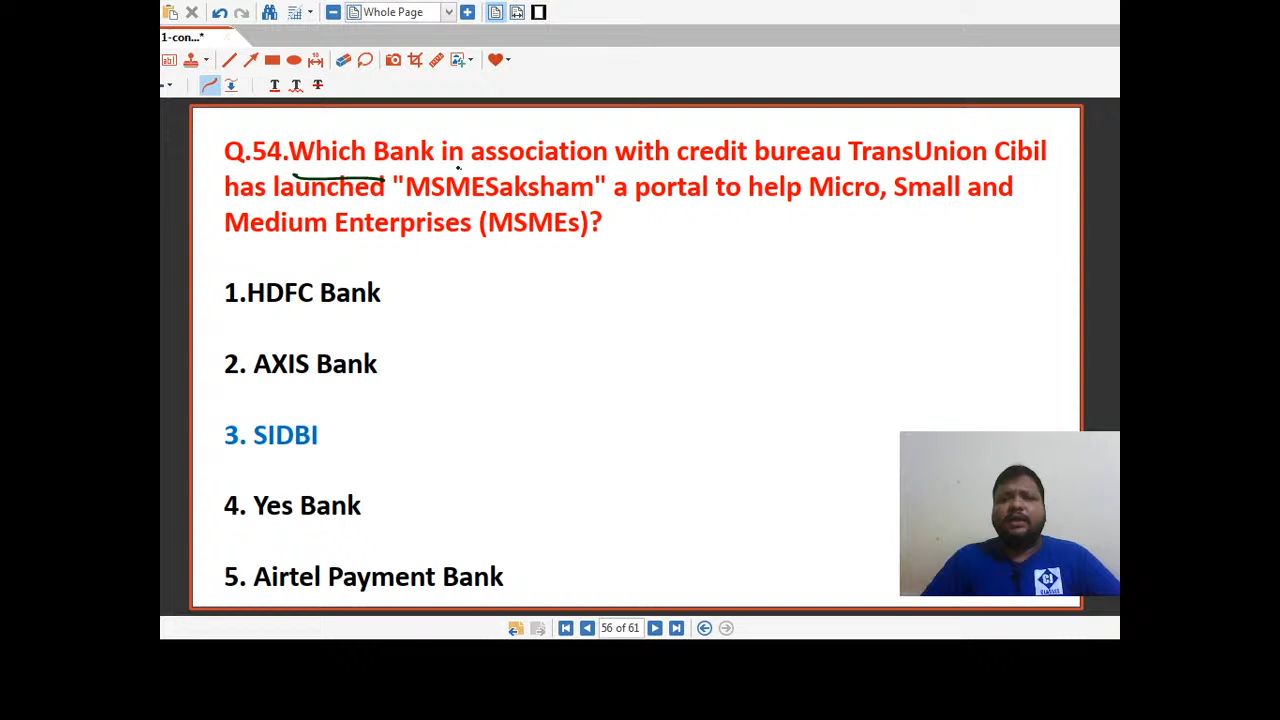 Whole Page
1-con...*
Q.54.Which Bank in association with credit bureau TransUnion Cibil
has launched "MSMESaksham" a portal to help Micro, Small and
Medium Enterprises (MSMEs)?
1.HDFC Bank
2. AXIS Bank
3. SIDBI
4. Yes Bank
5. Airtel Payment Bank
CI
CLASSES
56 of 61